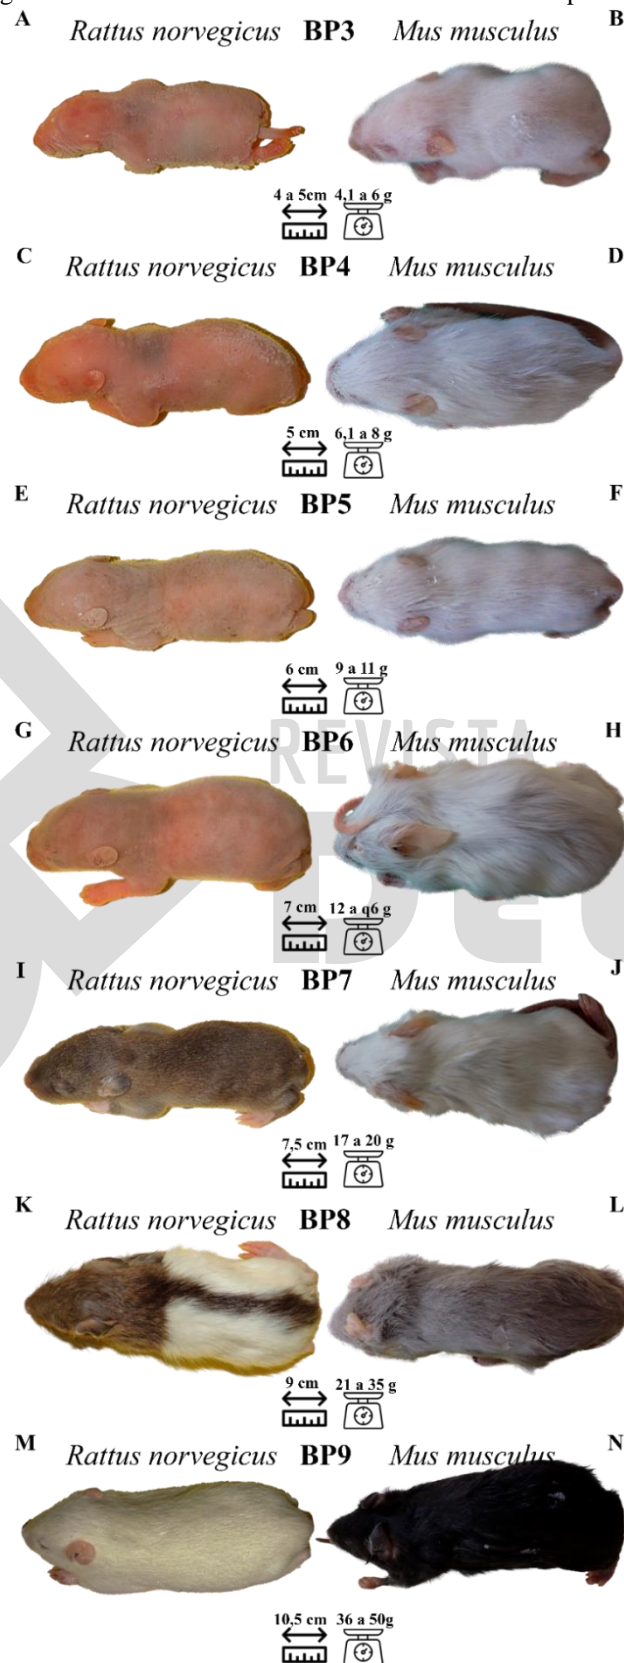 A Rattus norvegicus BP3 Mus musculus B
4 a 5cm 4,1 a 6 g
C Rattus norvegicus BP4 Mus musculus D
5 cm 6,1 a 8 g
E Rattus norvegicus BP5 Mus musculus F
6 cm 9 a 11 g
REVISTA
G Rattus norvegicus BP6 Mus musculus H
7 cm 12 a q6 g
I Rattus norvegicus BP7 Mus musculus J
7,5 cm 17 a 20 g
K Rattus norvegicus BP8 Mus musculus L
9 cm 21 a 35 g
M Rattus norvegicus BP9 Mus musculus N
10,5 cm 36 a 50g